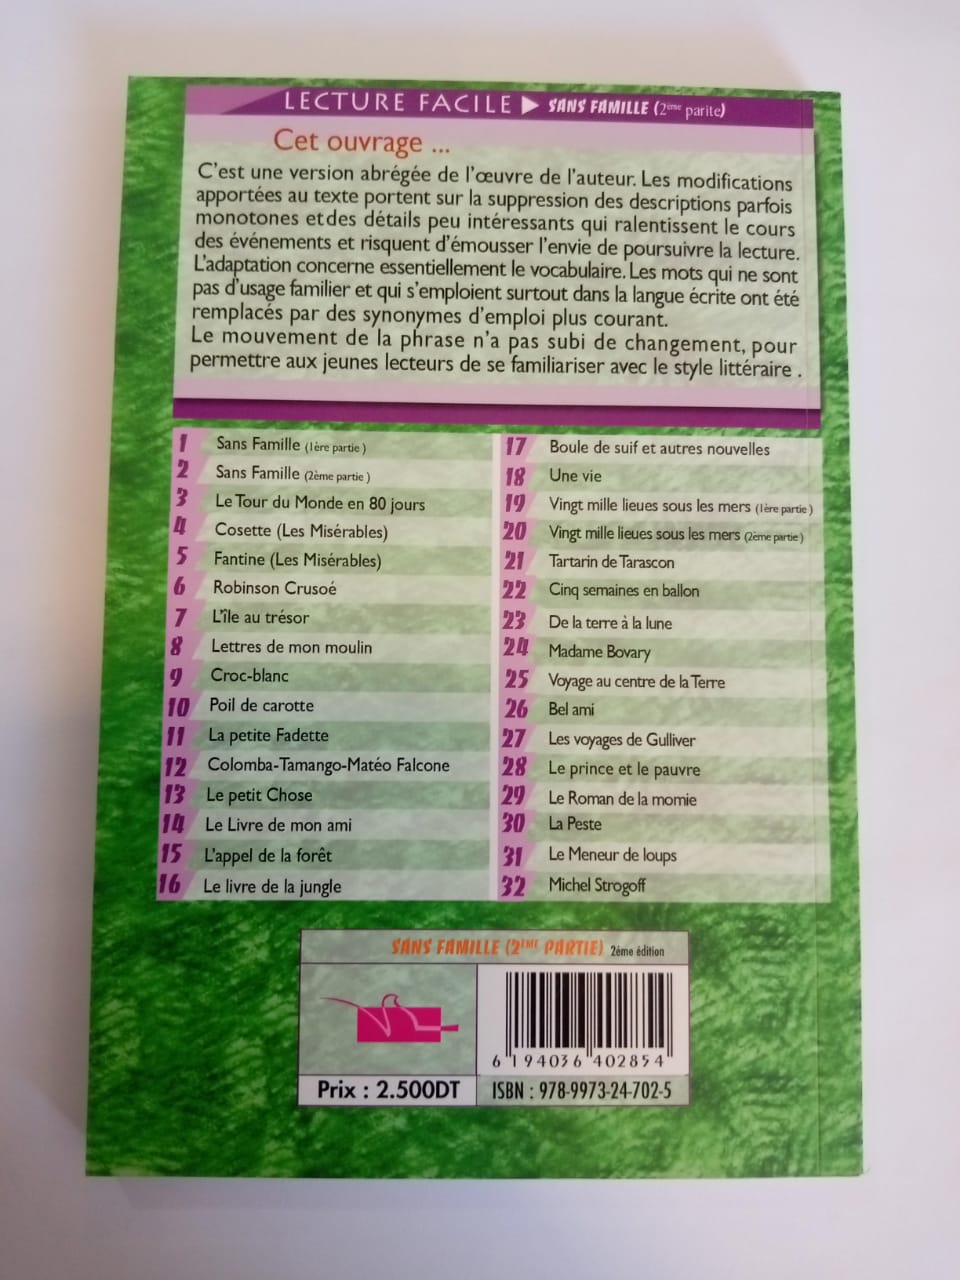 LECTURE FACILE ▶ SANS FAMILLE (2ème parite)
Cet ouvrage ...
C'est une version abrégée de l'œuvre de l'auteur. Les modifications
apportées au texte portent sur la suppression des descriptions parfois
monotones et des détails peu intéressants qui ralentissent le cours
des événements et risquent d'émousser l'envie de poursuivre la lecture.
L'adaptation concerne essentiellement le vocabulaire. Les mots qui ne sont
pas d'usage familier et qui s'emploient surtout dans la langue écrite ont été
remplacés par des synonymes d'emploi plus courant.
Le mouvement de la phrase n'a pas subi de changement, pour
permettre aux jeunes lecteurs de se familiariser avec le style littéraire .
1 Sans Famille (1ère partie )
2 Sans Famille (2ème partie )
3 Le Tour du Monde en 80 jours
4 Cosette (Les Misérables)
5 Fantine (Les Misérables)
6 Robinson Crusoé
7 L'île au trésor
8 Lettres de mon moulin
9 Croc-blanc
10 Poil de carotte
11 La petite Fadette
12 Colomba-Tamango-Matéo Falcone
13 Le petit Chose
14 Le Livre de mon ami
15 L'appel de la forêt
16 Le livre de la jungle
17 Boule de suif et autres nouvelles
18 Une vie
19 Vingt mille lieues sous les mers (1ère partie )
20 Vingt mille lieues sous les mers (2ème partie )
21 Tartarin de Tarascon
22 Cinq semaines en ballon
23 De la terre à la lune
24 Madame Bovary
25 Voyage au centre de la Terre
26 Bel ami
27 Les voyages de Gulliver
28 Le prince et le pauvre
29 Le Roman de la momie
30 La Peste
31 Le Meneur de loups
32 Michel Strogoff
SANS FAMILLE (2ÈME PARTIE) 2éme édition
6 194036 402854
Prix : 2.500DT
ISBN : 978-9973-24-702-5